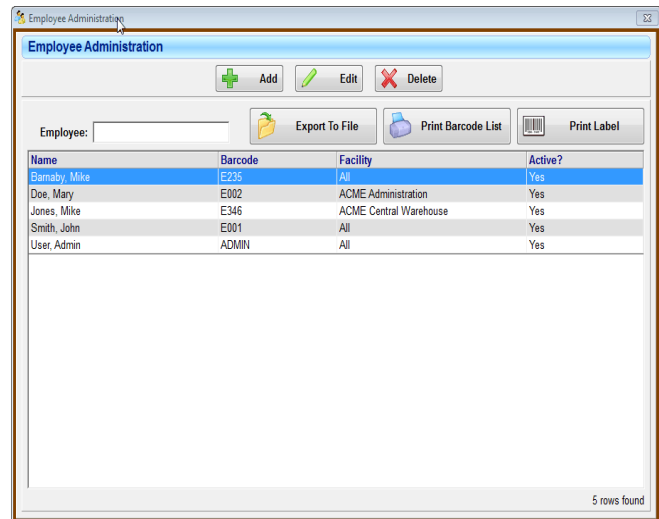 Employee Administration
Employee Administration
Add Edit Delete
Employee: Export To File Print Barcode List Print Label
Name Barcode Facility Active?
Barnaby, Mike E235 All Yes
Doe, Mary E002 ACME Administration Yes
Jones, Mike E346 ACME Central Warehouse Yes
Smith, John E001 All Yes
User, Admin ADMIN All Yes
5 rows found